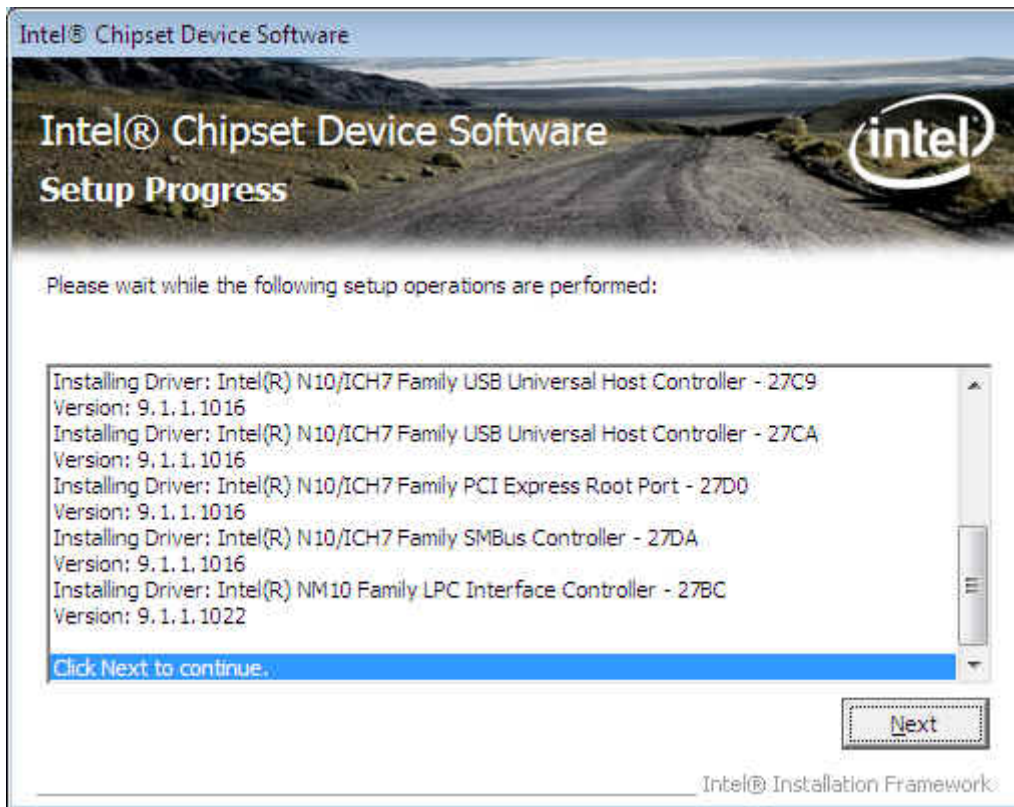 Intel® Chipset Device Software
Intel® Chipset Device Software
intel
Setup Progress
Please wait while the following setup operations are performed:
Installing Driver: Intel(R) N10/ICH7 Family USB Universal Host Controller - 27C9
Version: 9.1.1.1016
Installing Driver: Intel(R) N10/ICH7 Family USB Universal Host Controller - 27CA
Version: 9.1.1.1016
Installing Driver: Intel(R) N10/ICH7 Family PCI Express Root Port - 27D0
Version: 9.1.1.1016
Installing Driver: Intel(R) N10/ICH7 Family SMBus Controller - 27DA
Version: 9.1.1.1016
Installing Driver: Intel(R) NM10 Family LPC Interface Controller - 27BC
Version: 9.1.1.1022
Click Next to continue.
Next
Intel® Installation Framework